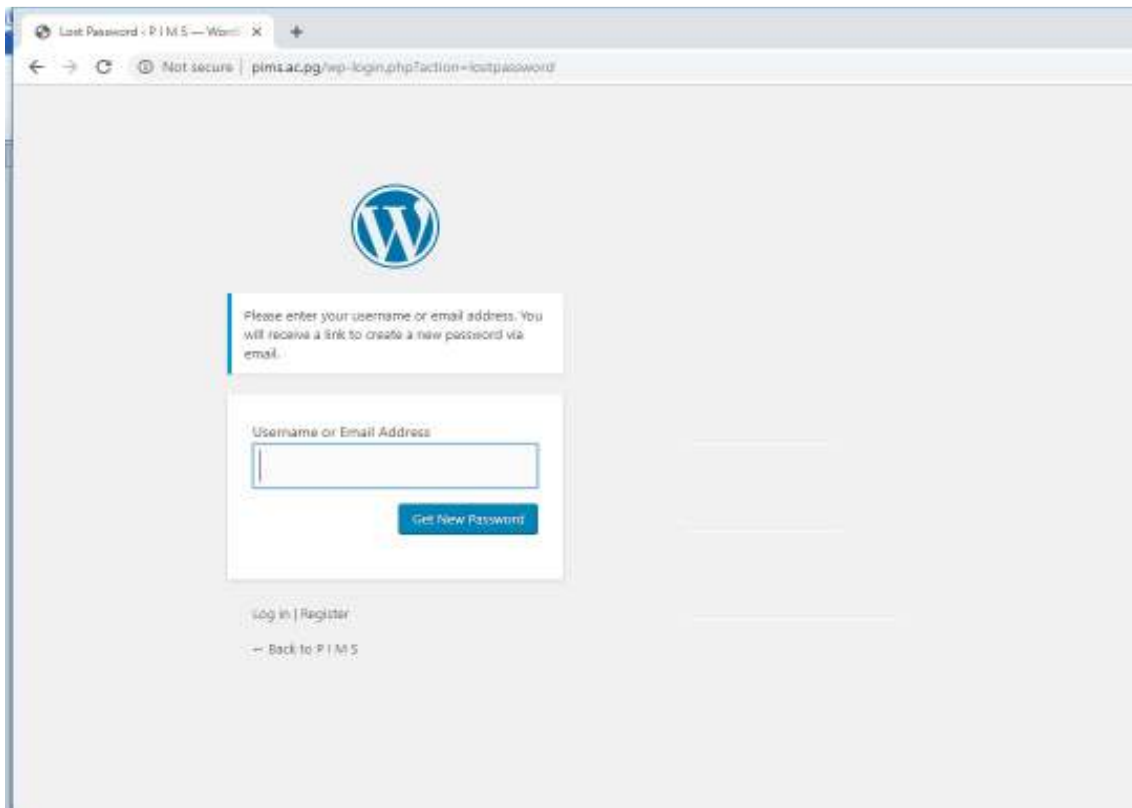 Lost Password ‹ P I M S — Word
Not secure | pims.ac.pg/wp-login.php?action=lostpassword
Please enter your username or email address. You
will receive a link to create a new password via
email.
Username or Email Address
Get New Password
Log in | Register
← Back to P I M S